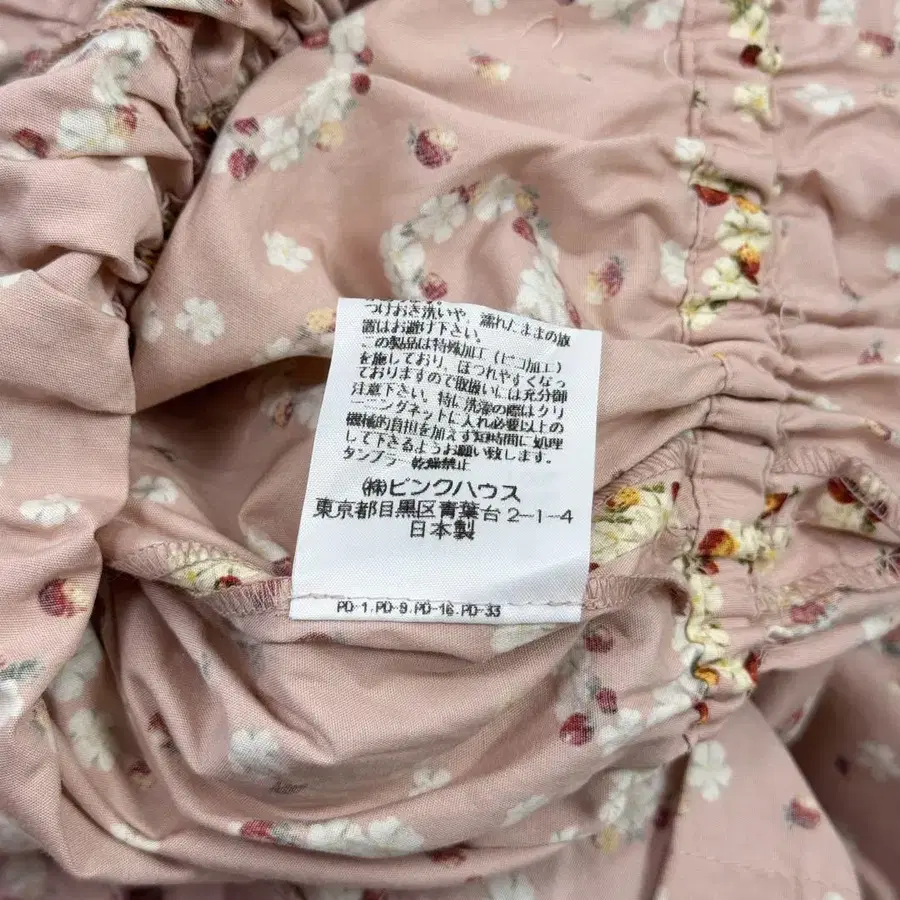 つけおき洗いや、濡れたままの放
置はお避け下さい。
この製品は特殊加工（ピコ加工）
を施しており、ほつれやすくなっ
ておりますので取扱いには充分御
注意下さい。特に洗濯の際はクリ
ーニングネットに入れ必要以上の
機械的負担を加えず短時間に処理
して下さるようお願い致します。
タンブラー乾燥禁止
㈱ピンクハウス
東京都目黒区青葉台2-1-4
日本製
PD-1.PD-9.PD-16.PD-33